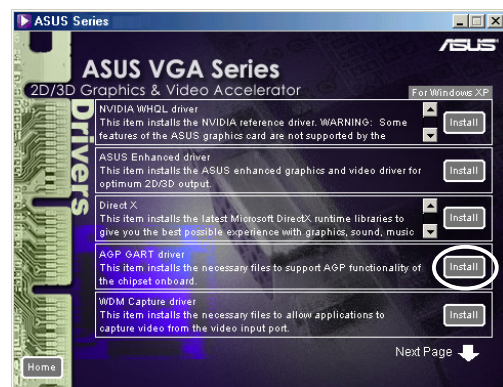 ASUS Series
ASUS
ASUS VGA Series
2D/3D Graphics & Video Accelerator
For Windows XP
Drivers
NVIDIA WHQL driver
This item installs the NVIDIA reference driver. WARNING: Some
features of the ASUS graphics card are not supported by the
Install
ASUS Enhanced driver
This item installs the ASUS enhanced graphics and video driver for
optimum 2D/3D output.
Install
Direct X
This item installs the latest Microsoft DirectX runtime libraries to
give you the best possible experience with graphics, sound, music
Install
AGP GART driver
This item installs the necessary files to support AGP functionality of
the chipset onboard.
Install
WDM Capture driver
This item installs the necessary files to allow applications to
capture video from the video input port.
Install
Next Page
Home